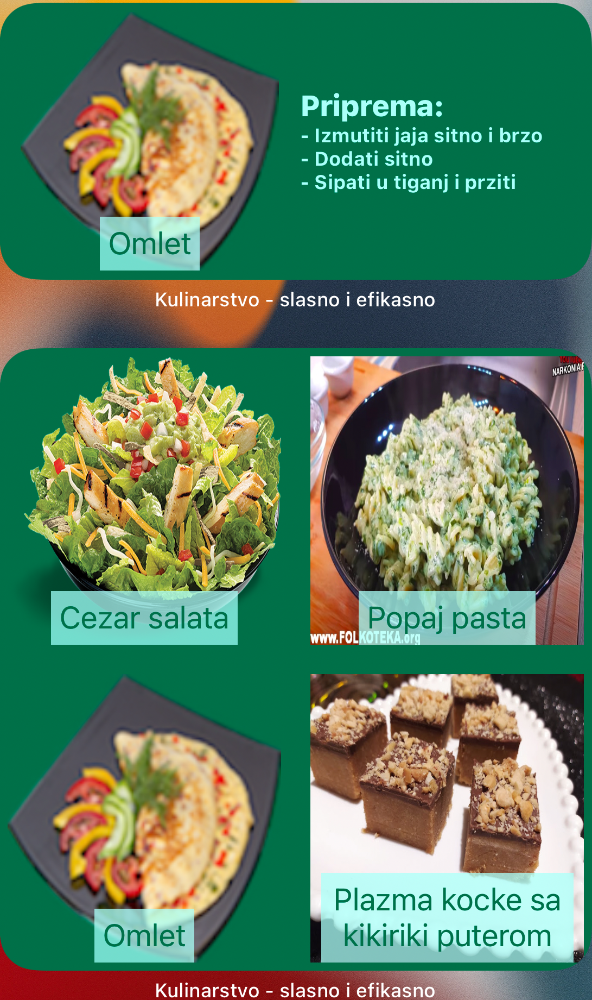 Priprema:
- Izmutiti jaja sitno i brzo
- Dodati sitno
- Sipati u tiganj i prziti
Omlet
Kulinarstvo - slasno i efikasno
YOUTUBE
NARKONIA
Cezar salata
Popaj pasta
www.FOLKOTEKA.org
Omlet
Plazma kocke sa
kikiriki puterom
Kulinarstvo - slasno i efikasno